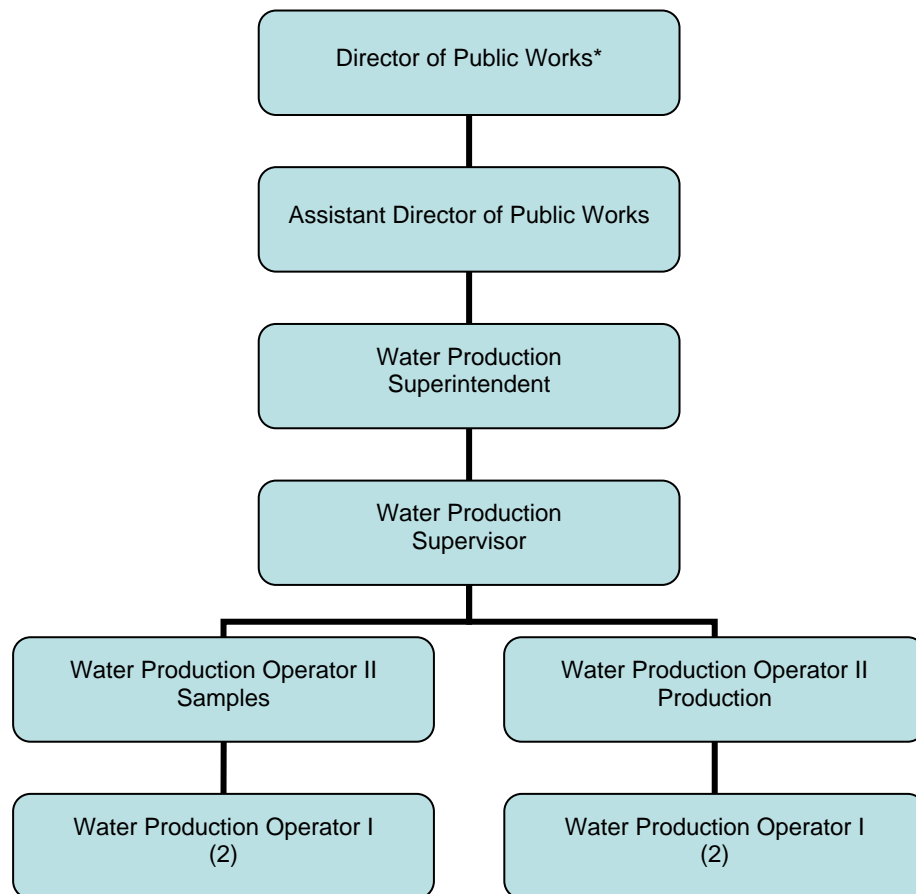 Director of Public Works*
Assistant Director of Public Works
Water Production
Superintendent
Water Production
Supervisor
Water Production Operator II
Samples
Water Production Operator II
Production
Water Production Operator I
(2)
Water Production Operator I
(2)